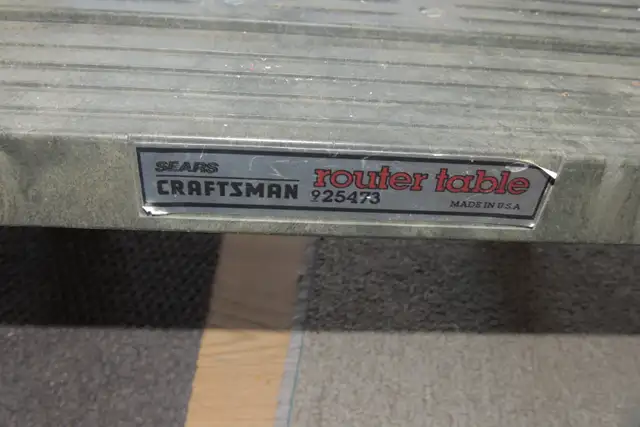 SEARS
CRAFTSMAN
router table
925473
MADE IN U.S.A.